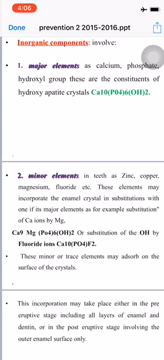 4:06
Done
prevention 2 2015-2016.ppt
Inorganic components: involve:
1. major elements as calcium, phosphate,
hydroxyl group these are the constituents of
hydroxy apatite crystals Ca10(P04)6(OH)2.
2. minor elements in teeth as Zinc, copper,
magnesium, fluoride etc. These elements may
incorporate the enamel crystal in substitutions with
one if its major elements as for example substitution"
of Ca ions by Mg,
Ca9 Mg (Po4)6(OH)2 Or substitution of the OH by
Fluoride ions Ca10(PO4)F2.
These minor or trace elements may adsorb on the
surface of the crystals.
This incorporation may take place either in the pre
eruptive stage including all layers of enamel and
dentin, or in the post eruptive stage involving the
outer enamel surface only.